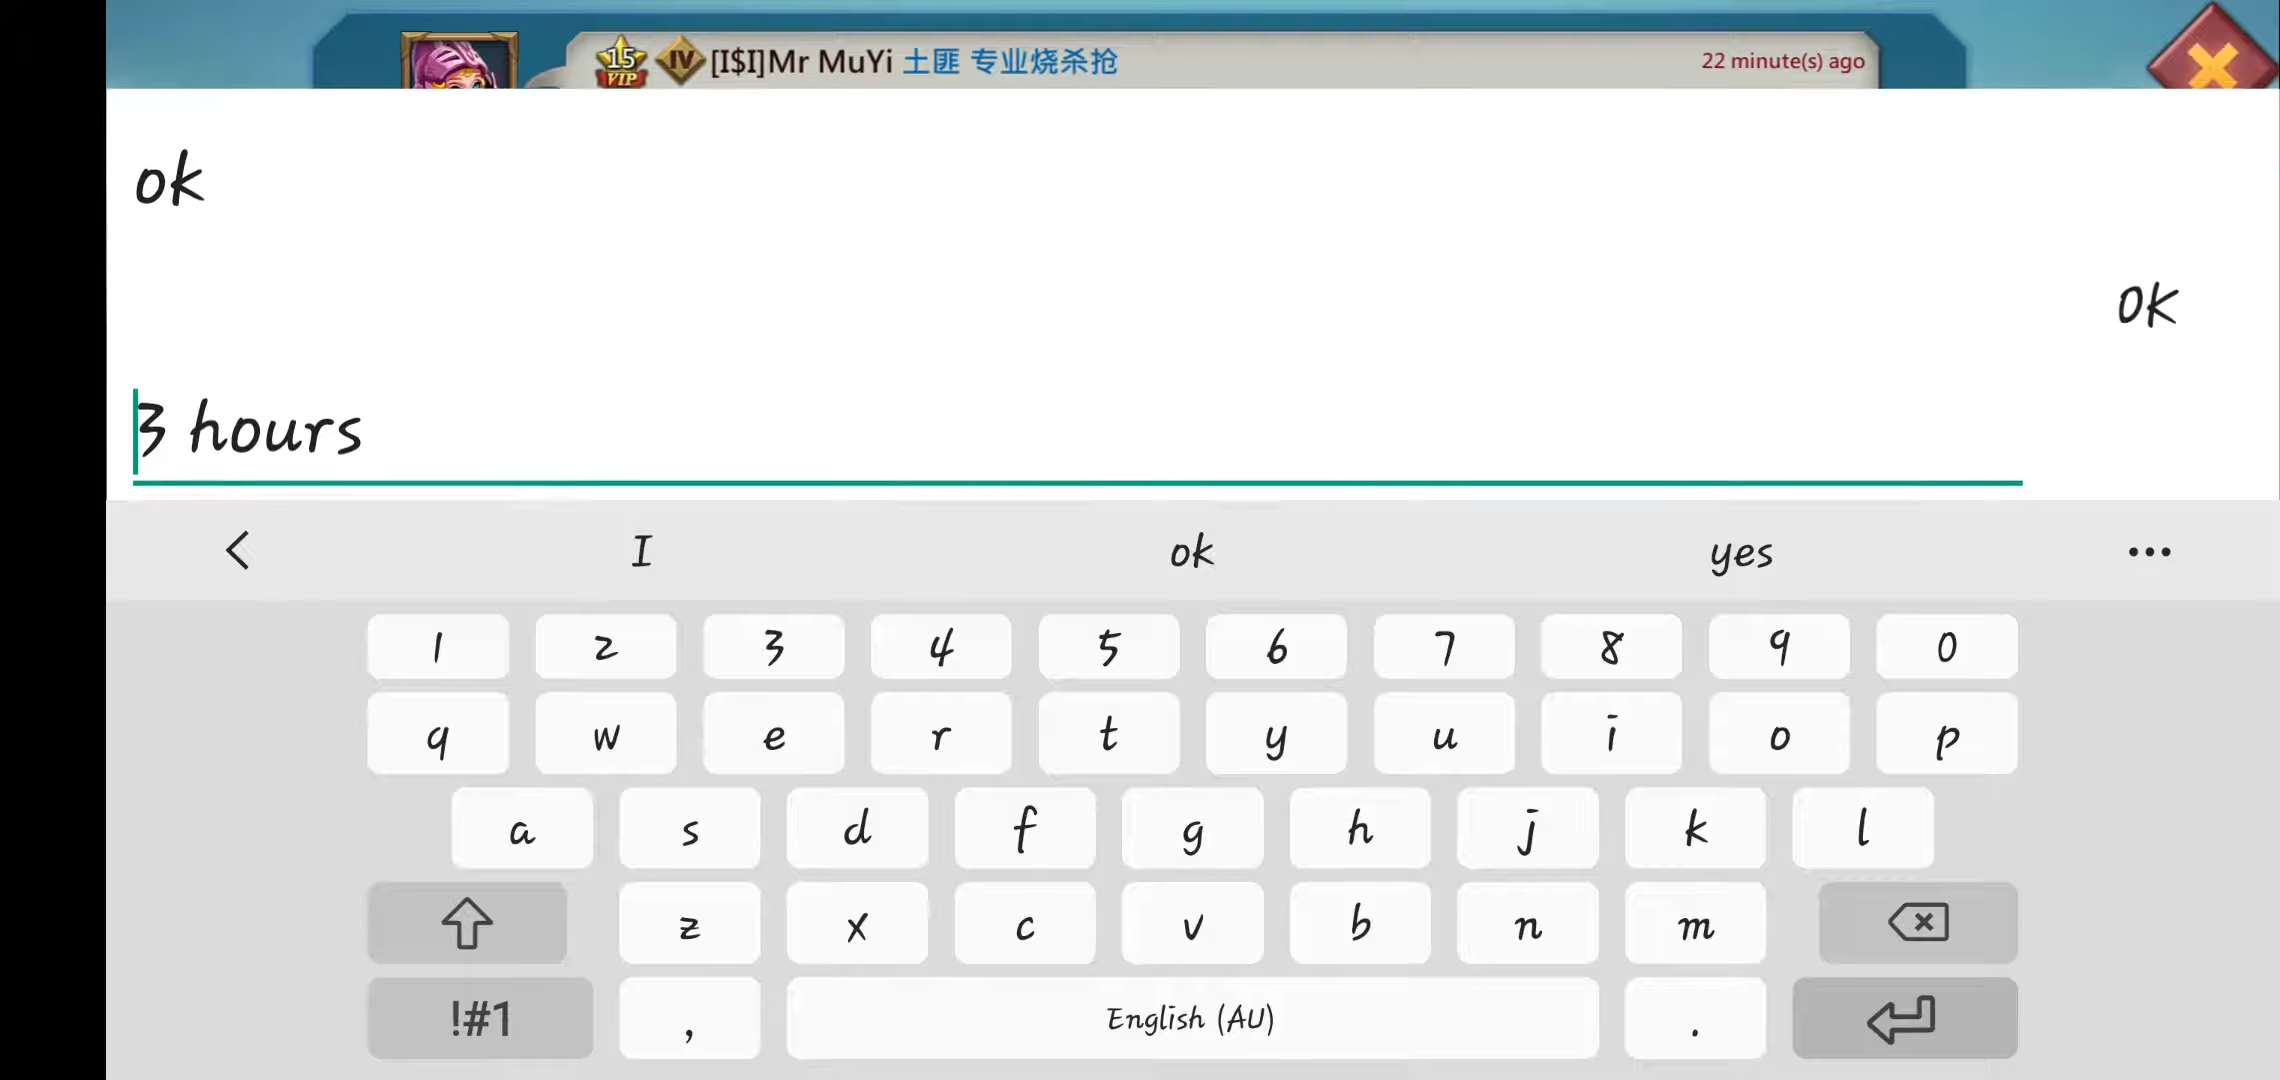 15 VIP IV [I$I]Mr MuYi 土匪 专业烧杀抢 22 minute(s) ago
ok
OK
3 hours
I ok yes ...
1 2 3 4 5 6 7 8 9 0
q w e r t y u i o p
a s d f g h j k l
z x c v b n m
!#1 , English (AU) .